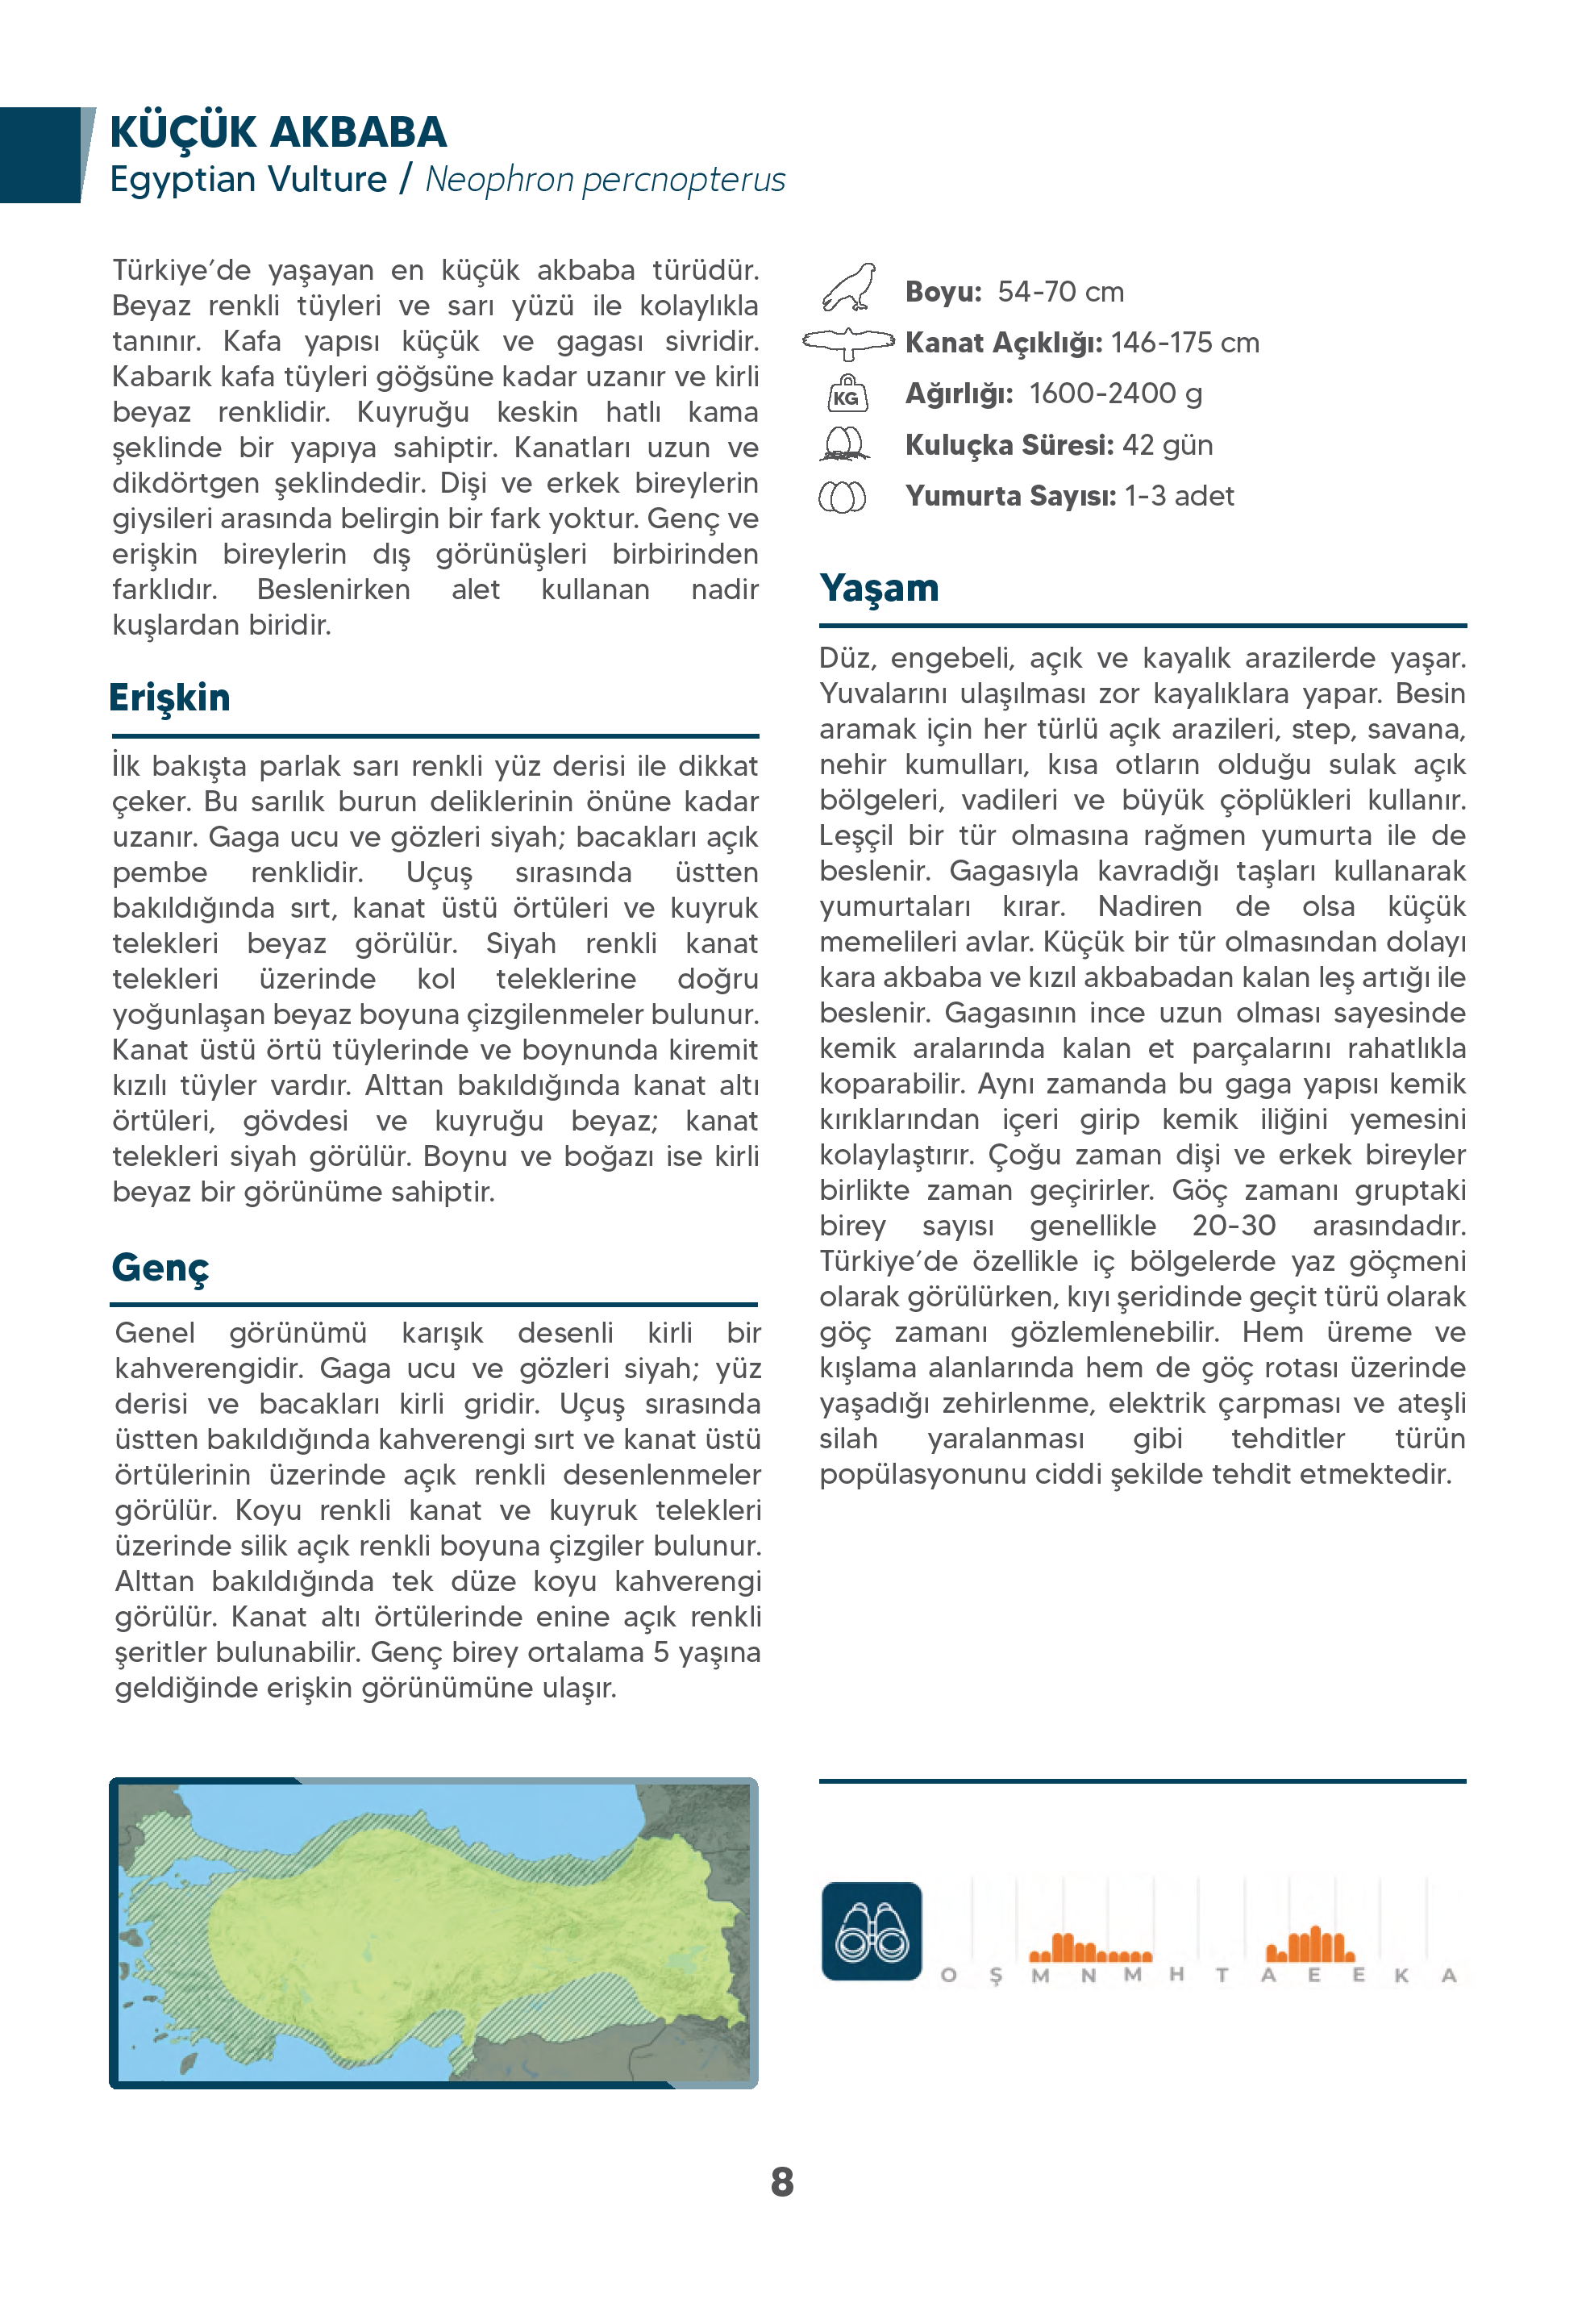 KÜÇÜK AKBABA
Egyptian Vulture / Neophron percnopterus
Türkiye’de yaşayan en küçük akbaba türüdür.
Beyaz renkli tüyleri ve sarı yüzü ile kolaylıkla
tanınır. Kafa yapısı küçük ve gagası sivridir.
Kabarık kafa tüyleri göğsüne kadar uzanır ve kirli
beyaz renklidir. Kuyruğu keskin hatlı kama
şeklinde bir yapıya sahiptir. Kanatları uzun ve
dikdörtgen şeklindedir. Dişi ve erkek bireylerin
giysileri arasında belirgin bir fark yoktur. Genç ve
erişkin bireylerin dış görünüşleri birbirinden
farklıdır. Beslenirken alet kullanan nadir
kuşlardan biridir.
Erişkin
İlk bakışta parlak sarı renkli yüz derisi ile dikkat
çeker. Bu sarılık burun deliklerinin önüne kadar
uzanır. Gaga ucu ve gözleri siyah; bacakları açık
pembe renklidir. Uçuş sırasında üstten
bakıldığında sırt, kanat üstü örtüleri ve kuyruk
telekleri beyaz görülür. Siyah renkli kanat
telekleri üzerinde kol teleklerine doğru
yoğunlaşan beyaz boyuna çizgilenmeler bulunur.
Kanat üstü örtü tüylerinde ve boynunda kiremit
kızılı tüyler vardır. Alttan bakıldığında kanat altı
örtüleri, gövdesi ve kuyruğu beyaz; kanat
telekleri siyah görülür. Boynu ve boğazı ise kirli
beyaz bir görünüme sahiptir.
Genç
Genel görünümü karışık desenli kirli bir
kahverengidir. Gaga ucu ve gözleri siyah; yüz
derisi ve bacakları kirli gridir. Uçuş sırasında
üstten bakıldığında kahverengi sırt ve kanat üstü
örtülerinin üzerinde açık renkli desenlenmeler
görülür. Koyu renkli kanat ve kuyruk telekleri
üzerinde silik açık renkli boyuna çizgiler bulunur.
Alttan bakıldığında tek düze koyu kahverengi
görülür. Kanat altı örtülerinde enine açık renkli
şeritler bulunabilir. Genç birey ortalama 5 yaşına
geldiğinde erişkin görünümüne ulaşır.
Boyu: 54-70 cm
Kanat Açıklığı: 146-175 cm
KG Ağırlığı: 1600-2400 g
Kuluçka Süresi: 42 gün
Yumurta Sayısı: 1-3 adet
Yaşam
Düz, engebeli, açık ve kayalık arazilerde yaşar.
Yuvalarını ulaşılması zor kayalıklara yapar. Besin
aramak için her türlü açık arazileri, step, savana,
nehir kumulları, kısa otların olduğu sulak açık
bölgeleri, vadileri ve büyük çöplükleri kullanır.
Leşçil bir tür olmasına rağmen yumurta ile de
beslenir. Gagasıyla kavradığı taşları kullanarak
yumurtaları kırar. Nadiren de olsa küçük
memelileri avlar. Küçük bir tür olmasından dolayı
kara akbaba ve kızıl akbabadan kalan leş artığı ile
beslenir. Gagasının ince uzun olması sayesinde
kemik aralarında kalan et parçalarını rahatlıkla
koparabilir. Aynı zamanda bu gaga yapısı kemik
kırıklarından içeri girip kemik iliğini yemesini
kolaylaştırır. Çoğu zaman dişi ve erkek bireyler
birlikte zaman geçirirler. Göç zamanı gruptaki
birey sayısı genellikle 20-30 arasındadır.
Türkiye’de özellikle iç bölgelerde yaz göçmeni
olarak görülürken, kıyı şeridinde geçit türü olarak
göç zamanı gözlemlenebilir. Hem üreme ve
kışlama alanlarında hem de göç rotası üzerinde
yaşadığı zehirlenme, elektrik çarpması ve ateşli
silah yaralanması gibi tehditler türün
popülasyonunu ciddi şekilde tehdit etmektedir.
O Ş M N M H T A E E K A
8